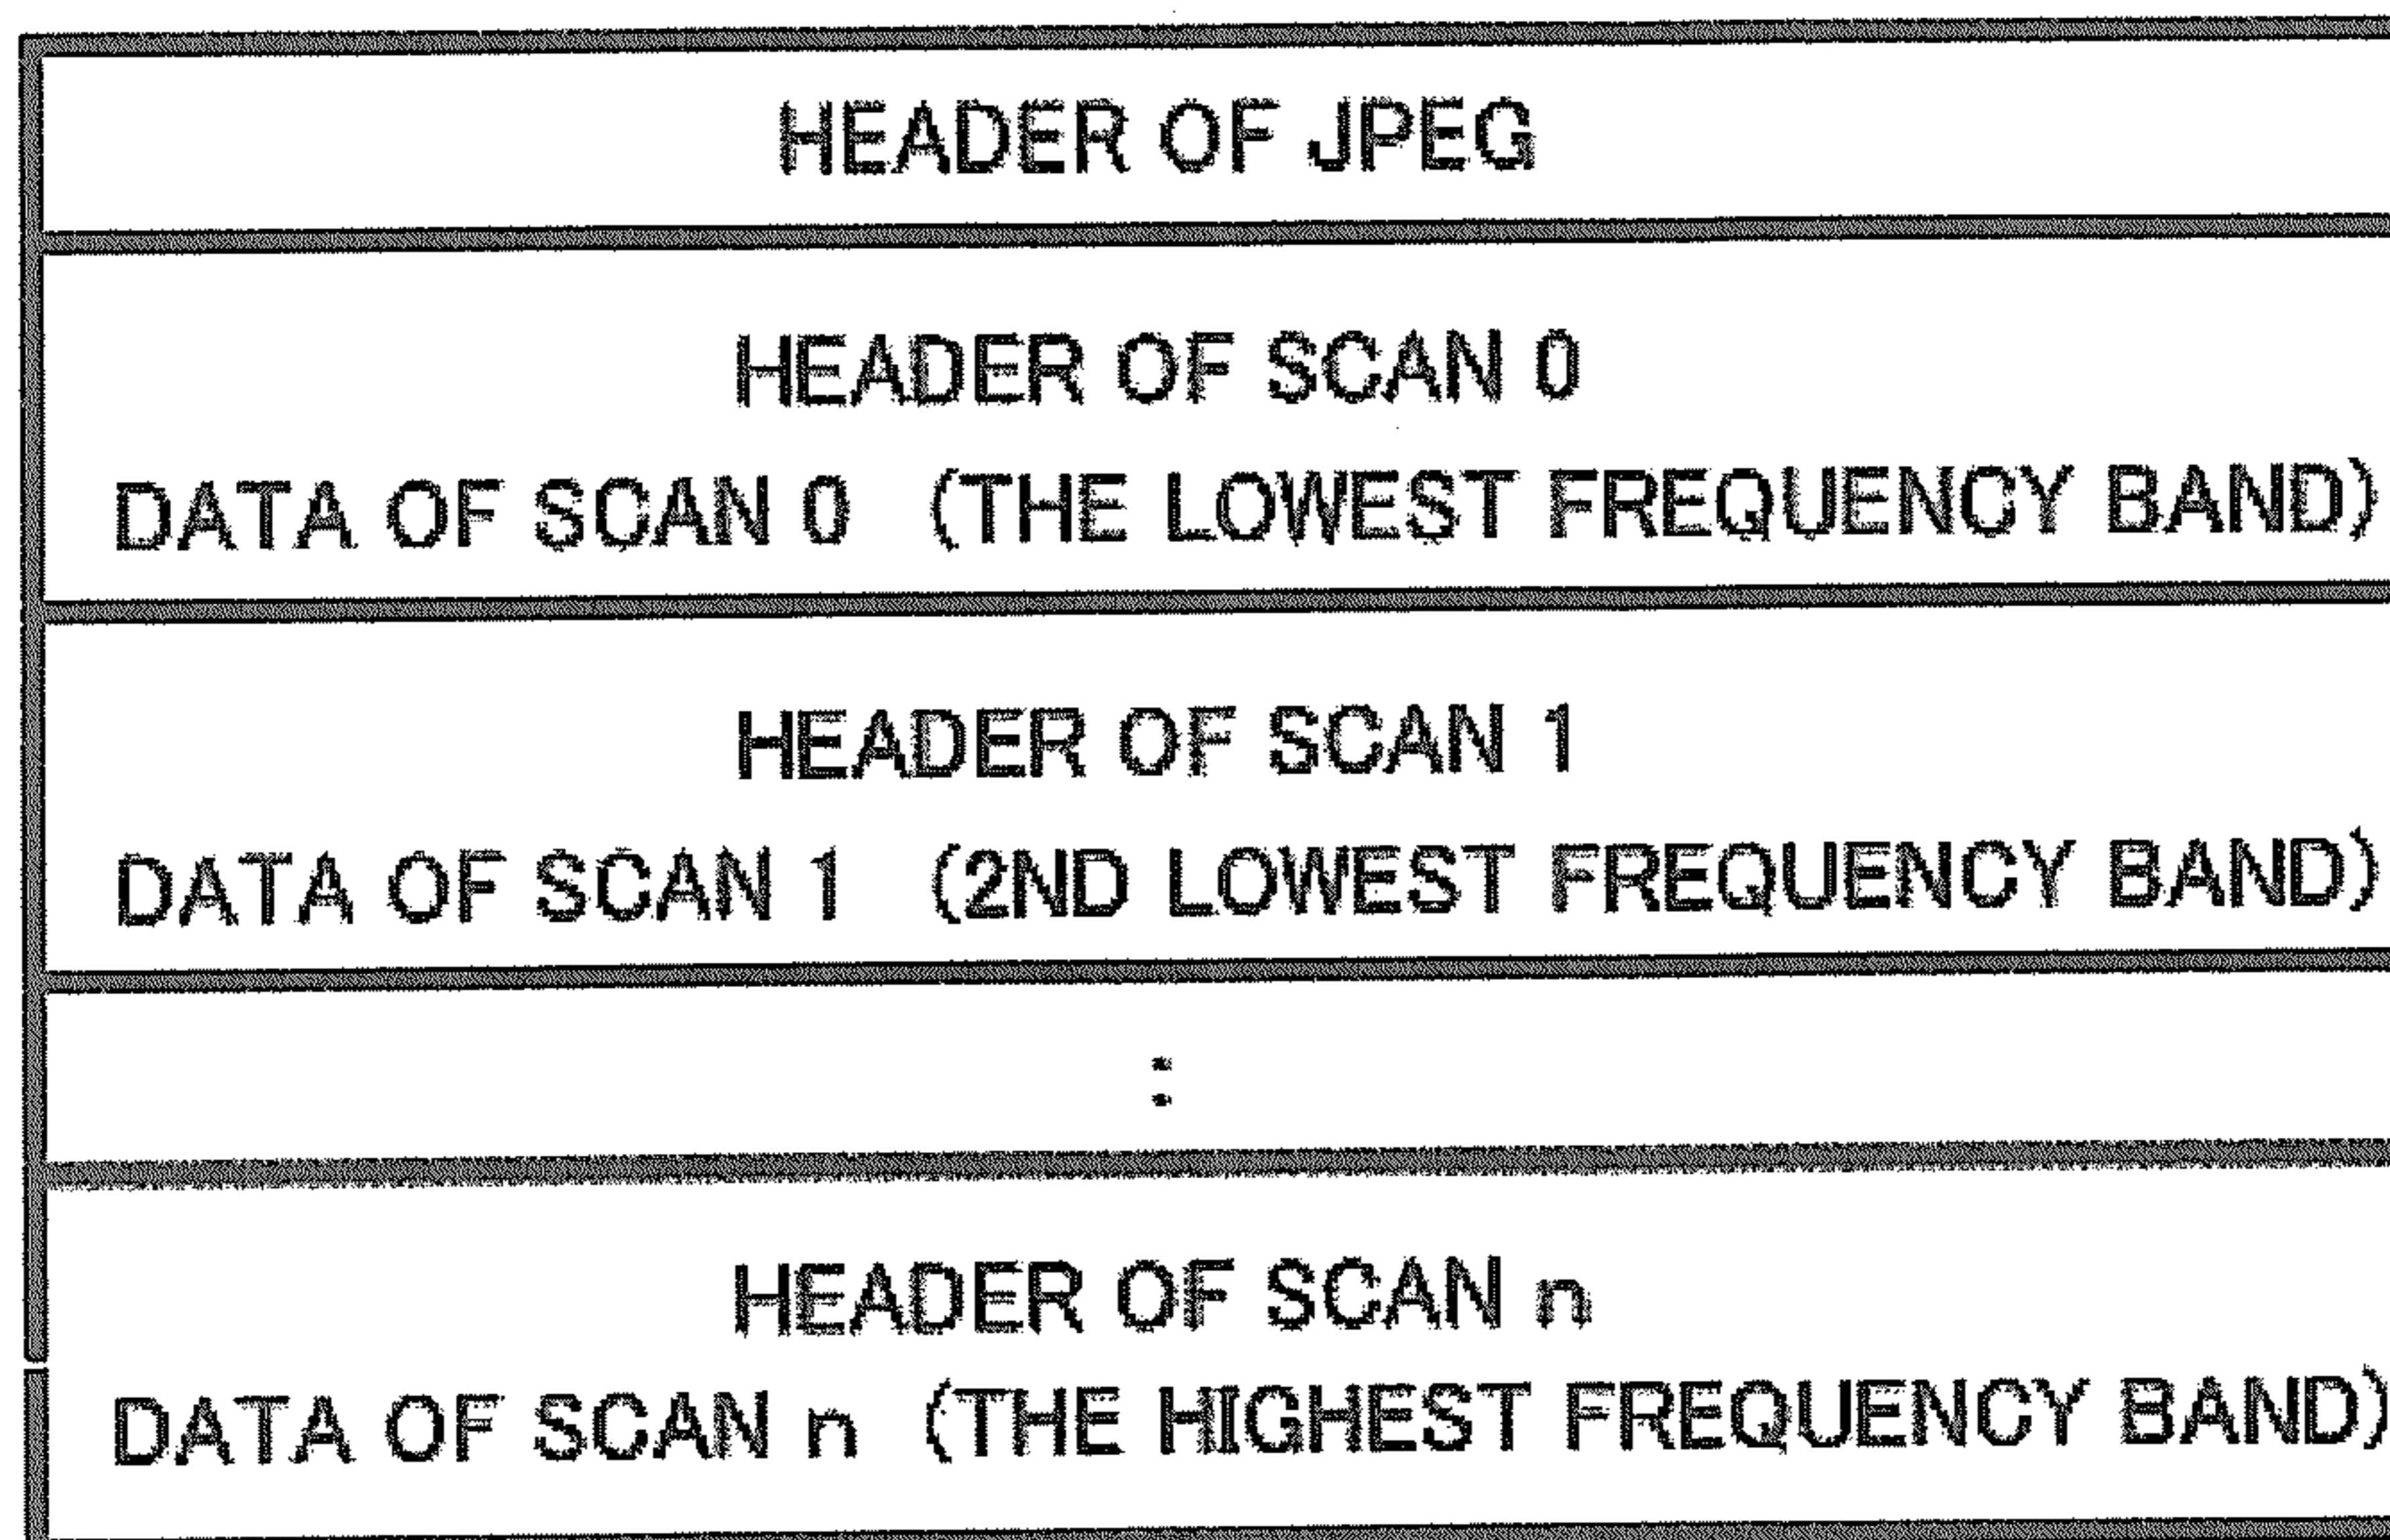 HEADER OF JPEG
HEADER OF SCAN 0
DATA OF SCAN 0 (THE LOWEST FREQUENCY BAND)
HEADER OF SCAN 1
DATA OF SCAN 1 (2ND LOWEST FREQUENCY BAND)
:
HEADER OF SCAN n
DATA OF SCAN n (THE HIGHEST FREQUENCY BAND)